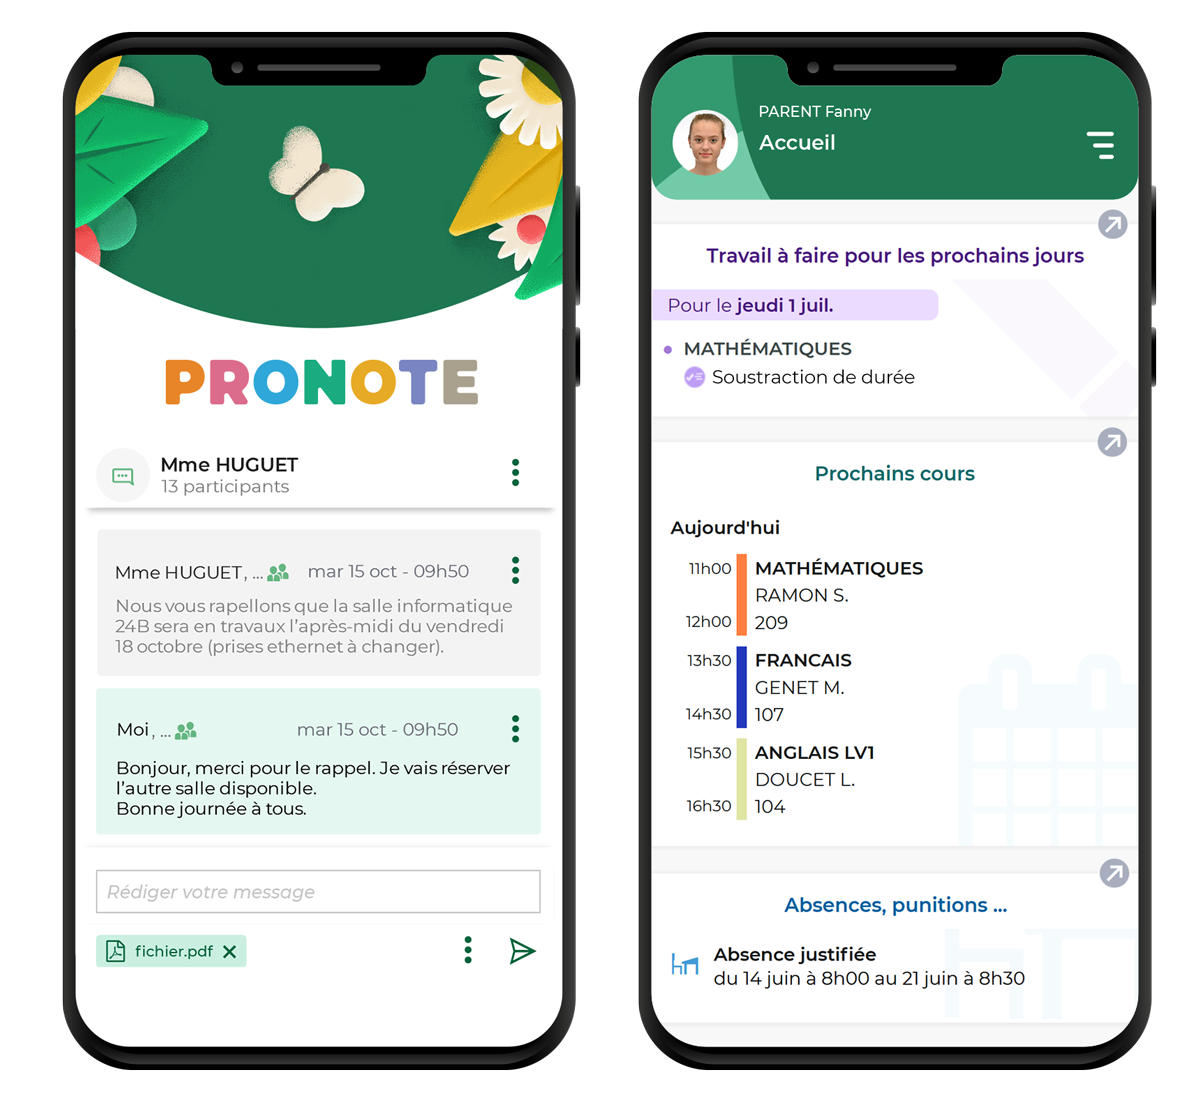 PRONOTE
Mme HUGUET
13 participants
Mme HUGUET, ... mar 15 oct - 09h50
Nous vous rapellons que la salle informatique
24B sera en travaux l’après-midi du vendredi
18 octobre (prises ethernet à changer).
Moi, ... mar 15 oct - 09h50
Bonjour, merci pour le rappel. Je vais réserver
l’autre salle disponible.
Bonne journée à tous.
Rédiger votre message
fichier.pdf
PARENT Fanny
Accueil
Travail à faire pour les prochains jours
Pour le jeudi 1 juil.
MATHÉMATIQUES
Soustraction de durée
Prochains cours
Aujourd'hui
11h00 MATHÉMATIQUES
RAMON S.
12h00 209
13h30 FRANCAIS
GENET M.
14h30 107
15h30 ANGLAIS LV1
DOUCET L.
16h30 104
Absences, punitions ...
Absence justifiée
du 14 juin à 8h00 au 21 juin à 8h30